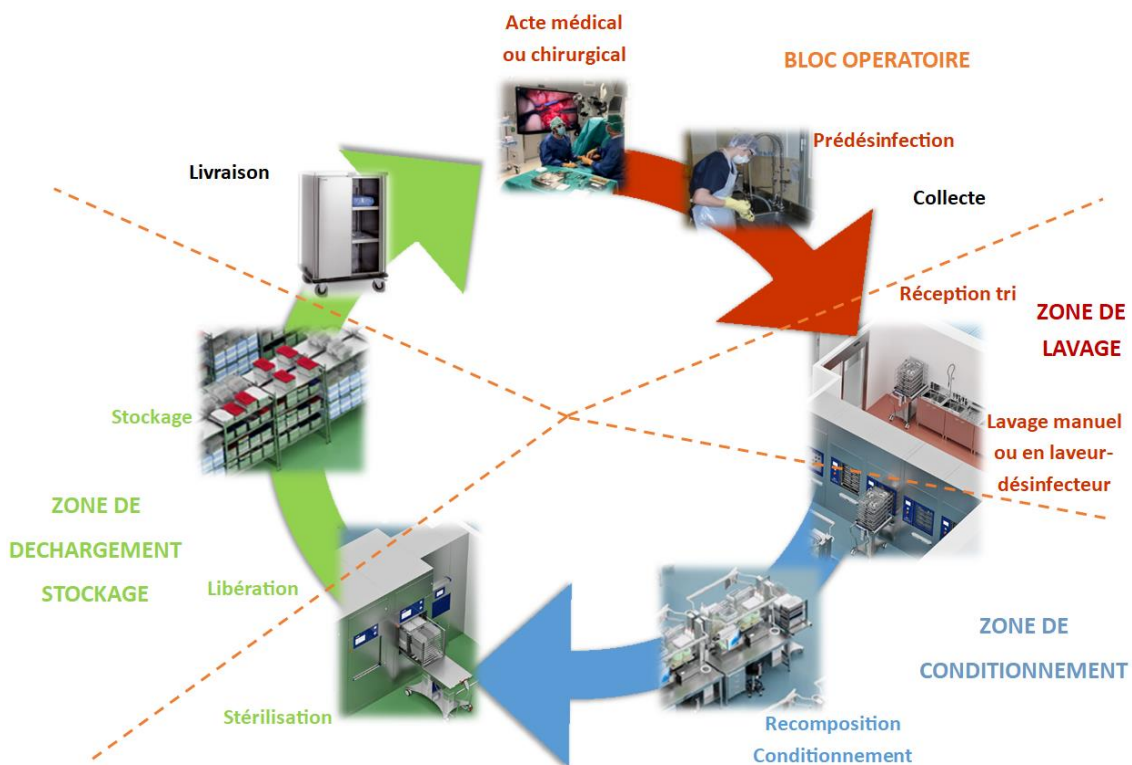 Acte médical
ou chirurgical
BLOC OPERATOIRE
Prédésinfection
Livraison
Collecte
Réception tri
ZONE DE
LAVAGE
Stockage
Lavage manuel
ou en laveur-
désinfecteur
ZONE DE
DECHARGEMENT
STOCKAGE
Libération
ZONE DE
CONDITIONNEMENT
Stérilisation
Recomposition
Conditionnement